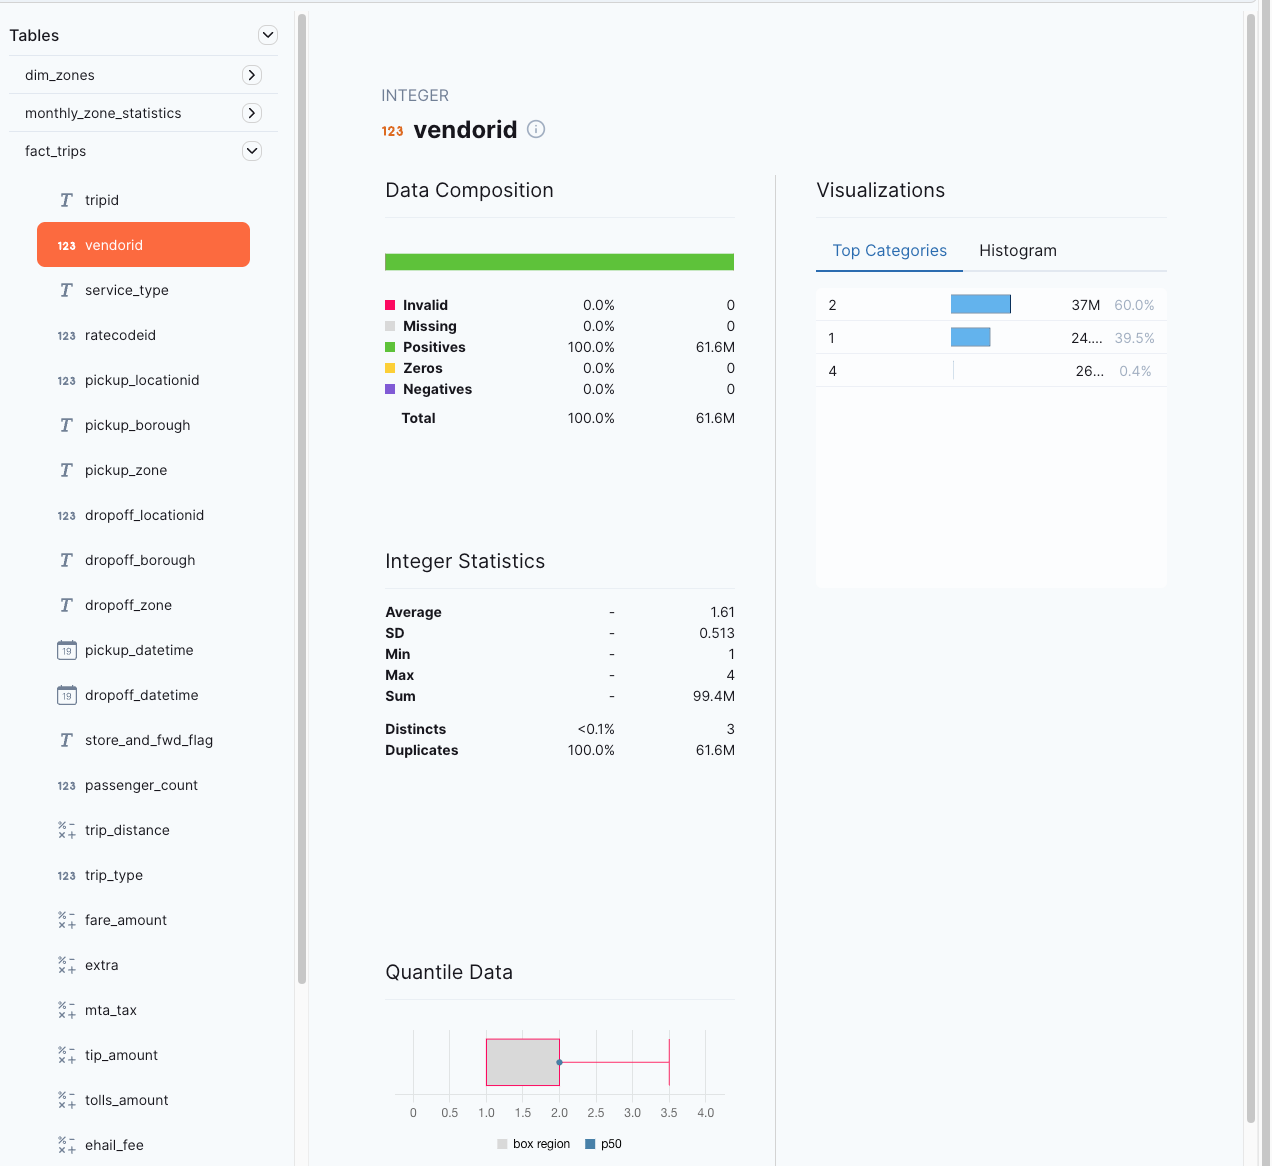 Tables
dim_zones
monthly_zone_statistics
fact_trips
tripid
123 vendorid
service_type
123 ratecodeid
123 pickup_locationid
pickup_borough
pickup_zone
123 dropoff_locationid
dropoff_borough
dropoff_zone
19 pickup_datetime
19 dropoff_datetime
store_and_fwd_flag
123 passenger_count
trip_distance
123 trip_type
fare_amount
extra
mta_tax
tip_amount
tolls_amount
ehail_fee
INTEGER
123 vendorid
Data Composition
Invalid 0.0% 0
Missing 0.0% 0
Positives 100.0% 61.6M
Zeros 0.0% 0
Negatives 0.0% 0
Total 100.0% 61.6M
Integer Statistics
Average - 1.61
SD - 0.513
Min - 1
Max - 4
Sum - 99.4M
Distincts <0.1% 3
Duplicates 100.0% 61.6M
Quantile Data
0 0.5 1.0 1.5 2.0 2.5 3.0 3.5 4.0
box region p50
Visualizations
Top Categories Histogram
2 37M 60.0%
1 24.... 39.5%
4 26... 0.4%